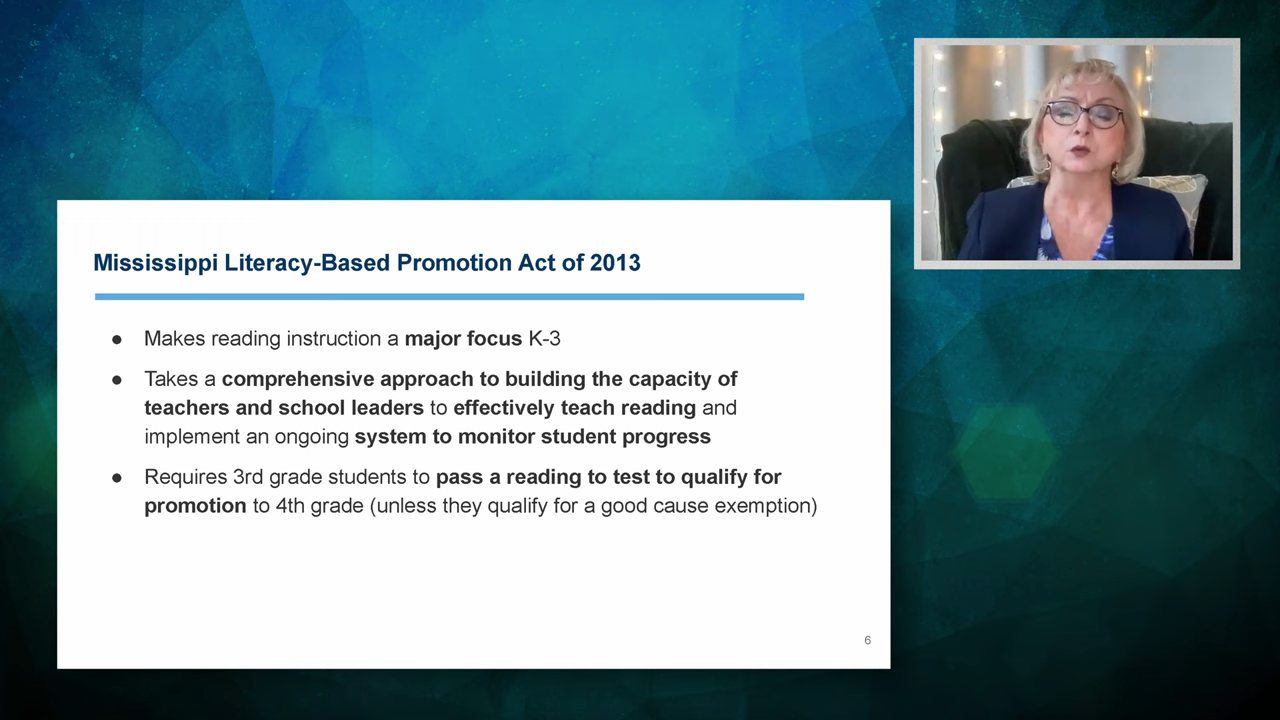 Mississippi Literacy-Based Promotion Act of 2013
● Makes reading instruction a major focus K-3
● Takes a comprehensive approach to building the capacity of
teachers and school leaders to effectively teach reading and
implement an ongoing system to monitor student progress
● Requires 3rd grade students to pass a reading to test to qualify for
promotion to 4th grade (unless they qualify for a good cause exemption)
6